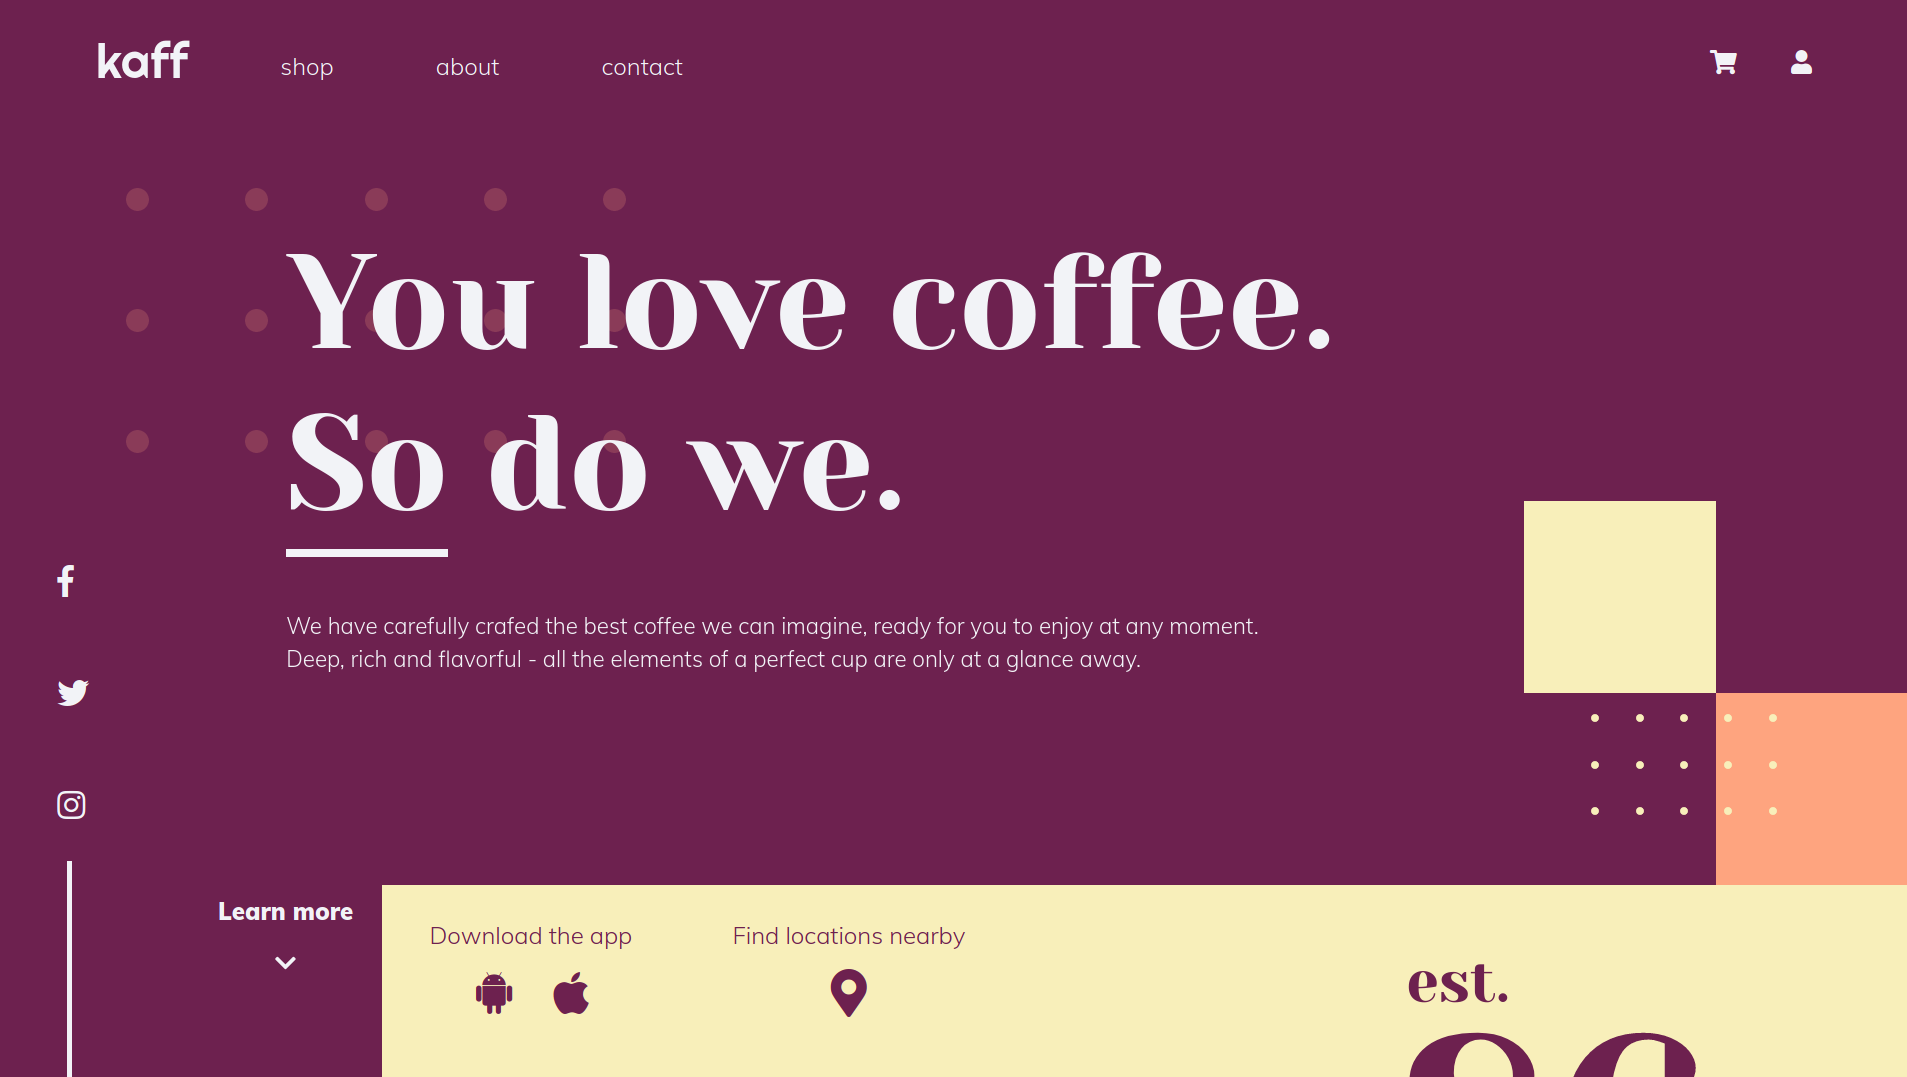 kaff
shop
about
contact
You love coffee.
So do we.
We have carefully crafed the best coffee we can imagine, ready for you to enjoy at any moment.
Deep, rich and flavorful - all the elements of a perfect cup are only at a glance away.
Learn more
Download the app
Find locations nearby
est.